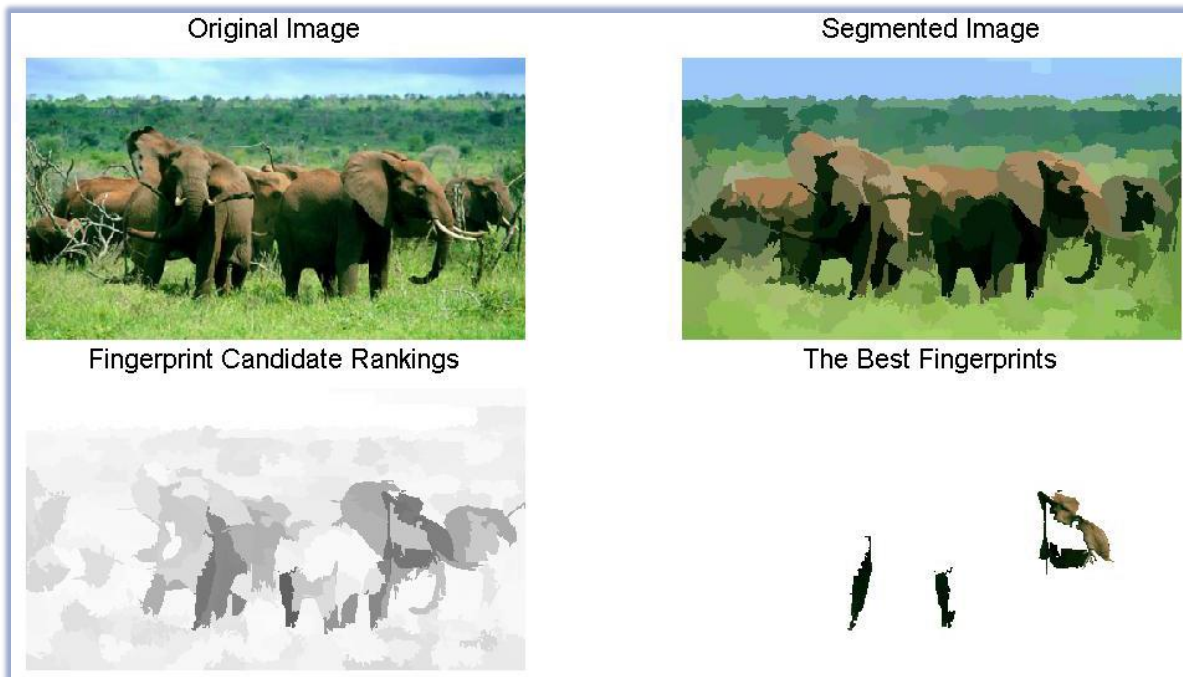 Original Image
Segmented Image
Fingerprint Candidate Rankings
The Best Fingerprints